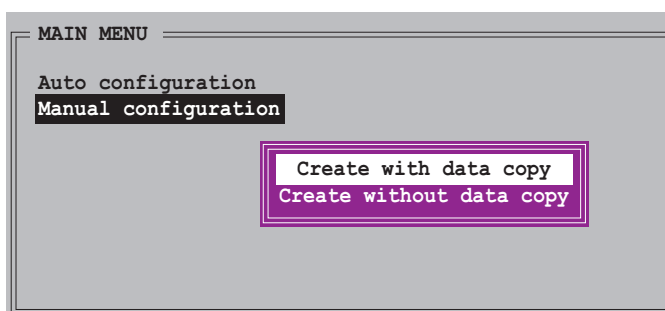 MAIN MENU
Auto configuration
Manual configuration
Create with data copy
Create without data copy